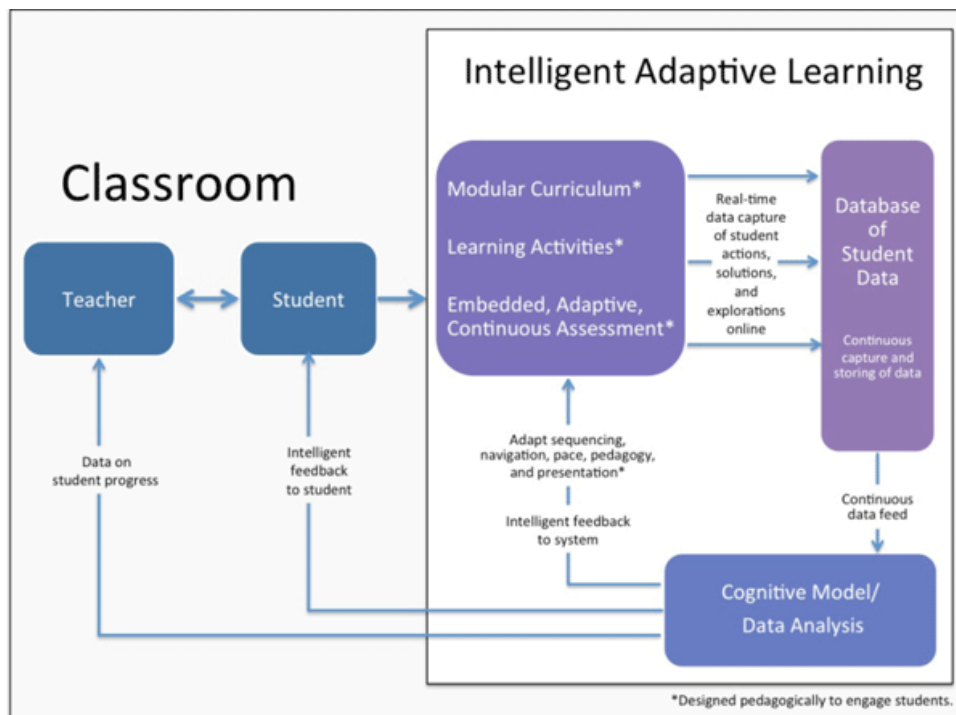 Intelligent Adaptive Learning
Classroom
Teacher
Student
Modular Curriculum*
Learning Activities*
Embedded, Adaptive,
Continuous Assessment*
Real-time
data capture
of student
actions,
solutions,
and
explorations
online
Database
of
Student
Data
Continuous
capture and
storing of data
Data on
student progress
Intelligent
feedback
to student
Adapt sequencing,
navigation, pace, pedagogy,
and presentation*
Intelligent feedback
to system
Continuous
data feed
Cognitive Model/
Data Analysis
*Designed pedagogically to engage students.